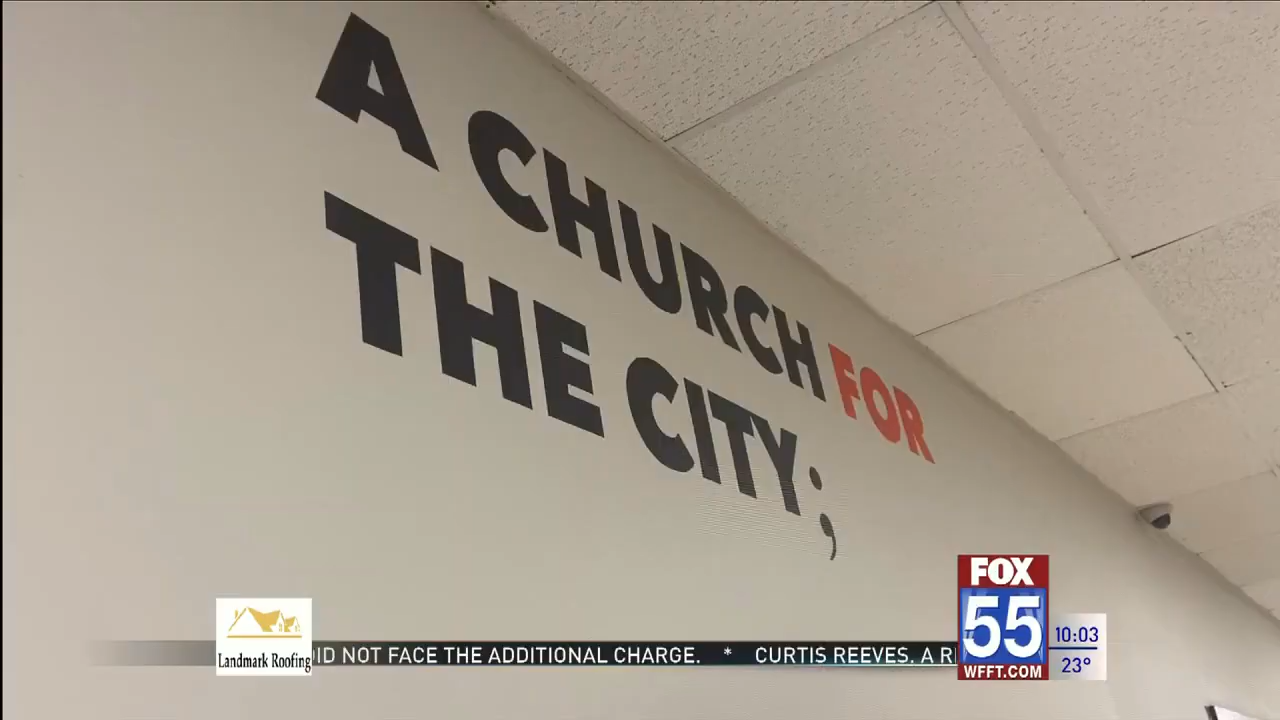 A CHURCH FOR
THE CITY;
FOX
55
WFFT.COM
10:03
23°
Landmark Roofing
DID NOT FACE THE ADDITIONAL CHARGE. * CURTIS REEVES, A